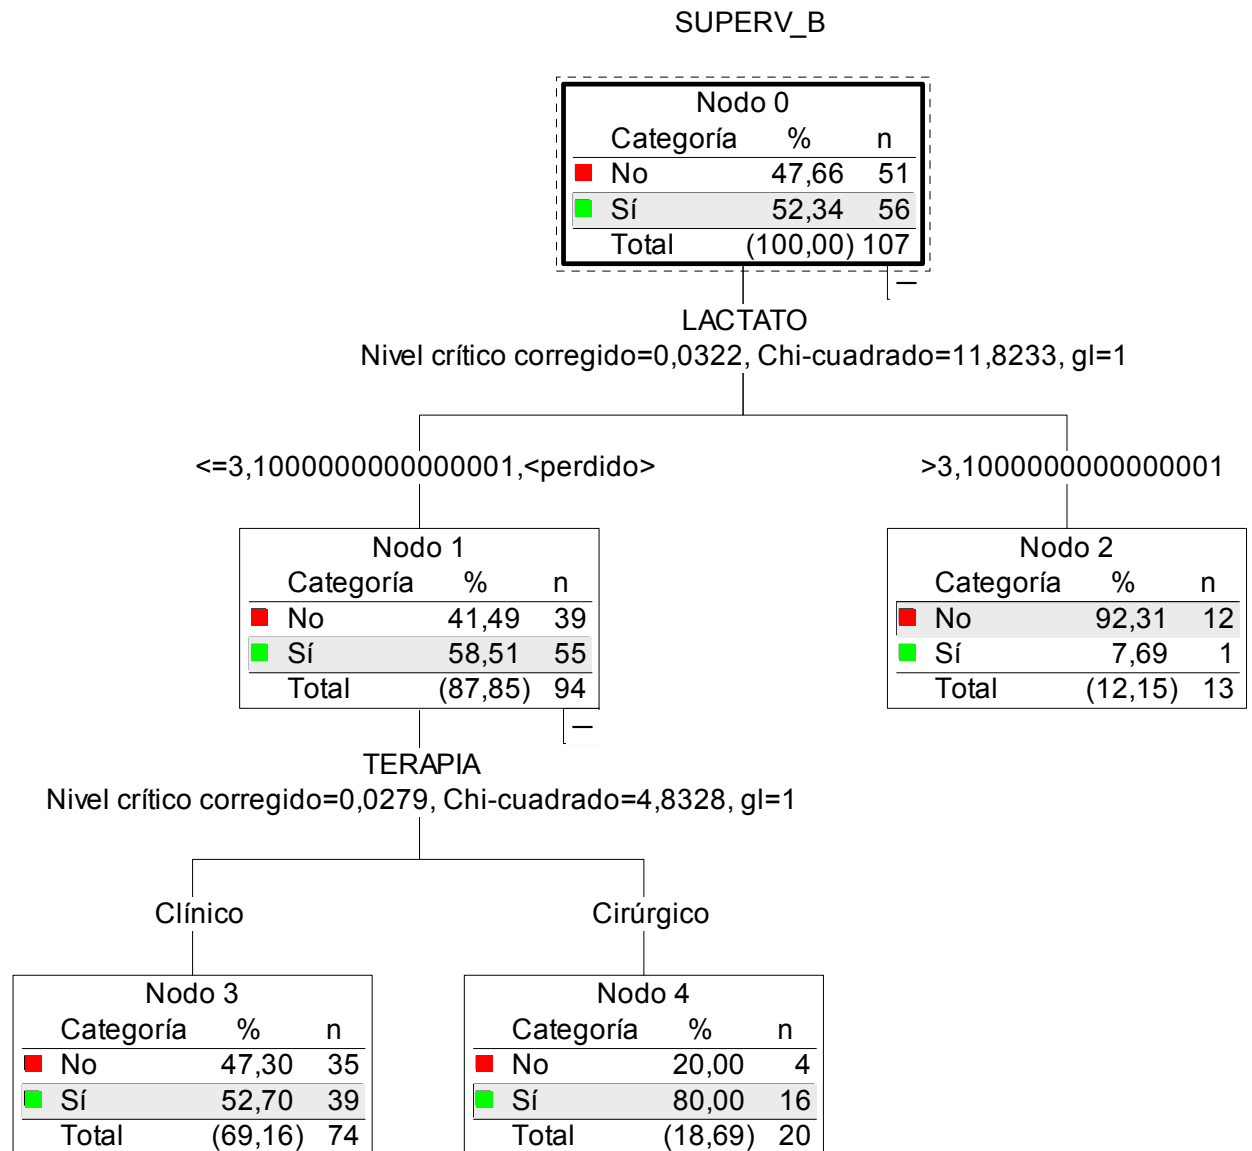 SUPERV_B
Nodo 0
Categoría % n
No 47,66 51
Sí 52,34 56
Total (100,00) 107
LACTATO
Nivel crítico corregido=0,0322, Chi-cuadrado=11,8233, gl=1
<=3,1000000000000001,<perdido>
>3,1000000000000001
Nodo 1
Categoría % n
No 41,49 39
Sí 58,51 55
Total (87,85) 94
Nodo 2
Categoría % n
No 92,31 12
Sí 7,69 1
Total (12,15) 13
TERAPIA
Nivel crítico corregido=0,0279, Chi-cuadrado=4,8328, gl=1
Clínico
Cirúrgico
Nodo 3
Categoría % n
No 47,30 35
Sí 52,70 39
Total (69,16) 74
Nodo 4
Categoría % n
No 20,00 4
Sí 80,00 16
Total (18,69) 20